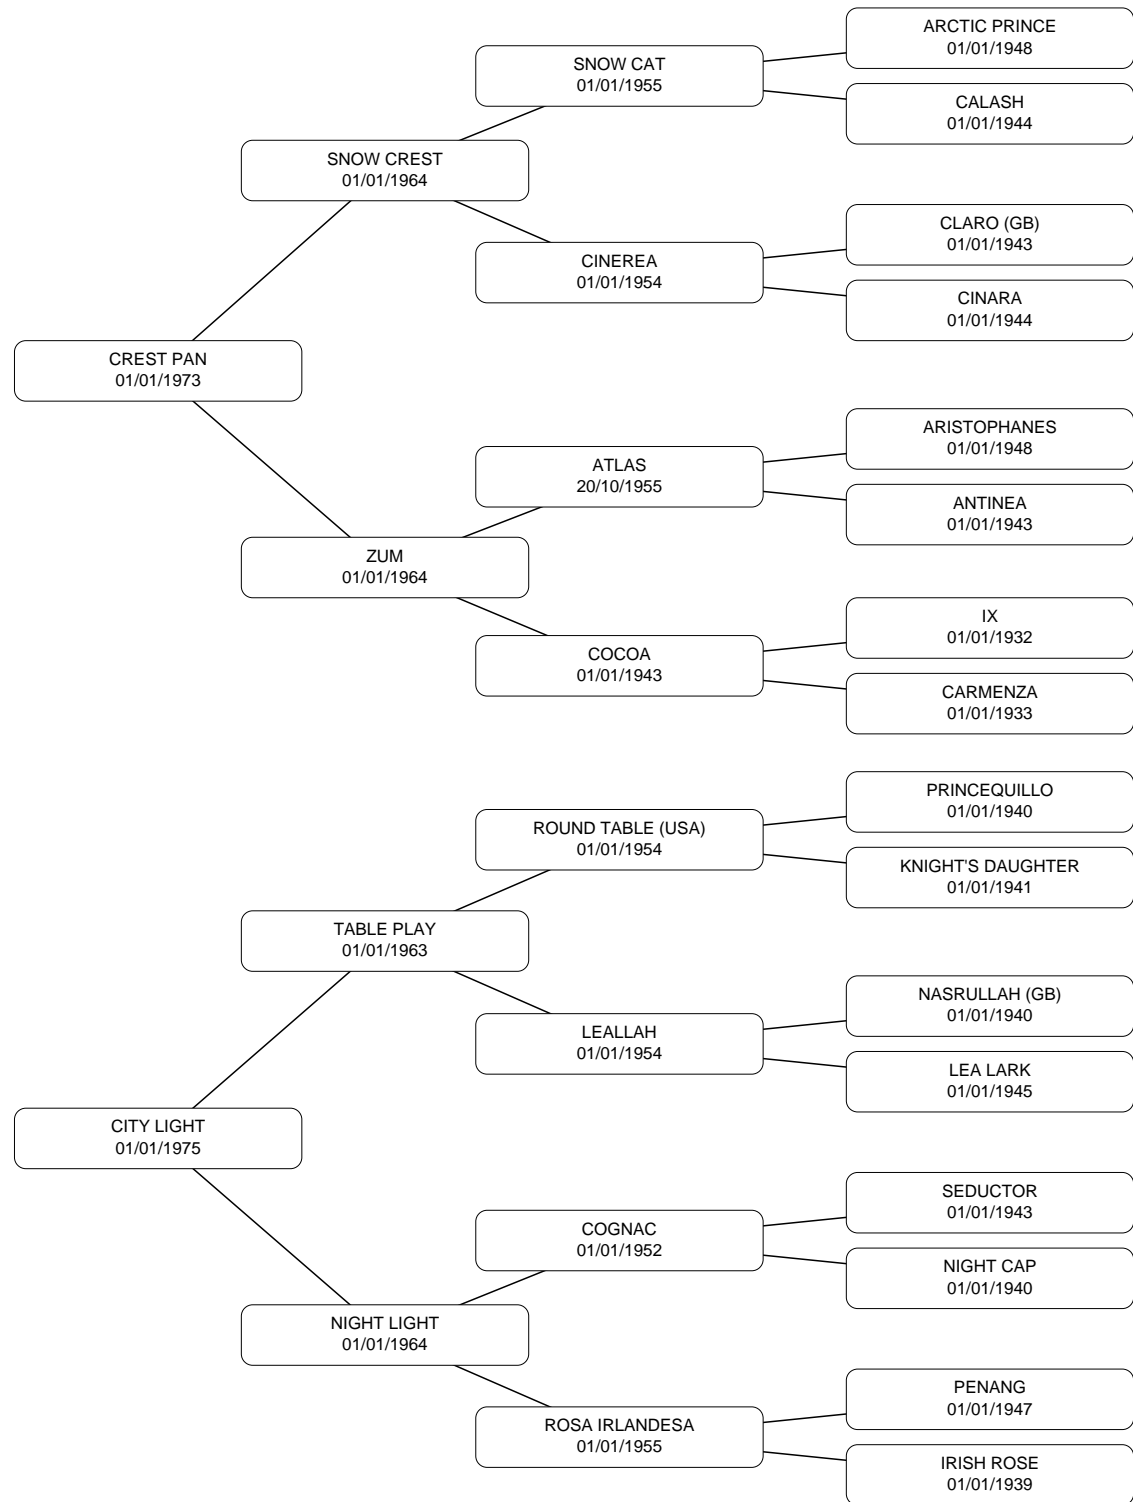 ARCTIC PRINCE
01/01/1948
SNOW CAT
01/01/1955
CALASH
01/01/1944
SNOW CREST
01/01/1964
CLARO (GB)
01/01/1943
CINEREA
01/01/1954
CINARA
01/01/1944
CREST PAN
01/01/1973
ARISTOPHANES
01/01/1948
ATLAS
20/10/1955
ANTINEA
01/01/1943
ZUM
01/01/1964
IX
01/01/1932
COCOA
01/01/1943
CARMENZA
01/01/1933
PRINCEQUILLO
01/01/1940
ROUND TABLE (USA)
01/01/1954
KNIGHT'S DAUGHTER
01/01/1941
TABLE PLAY
01/01/1963
NASRULLAH (GB)
01/01/1940
LEALLAH
01/01/1954
LEA LARK
01/01/1945
CITY LIGHT
01/01/1975
SEDUCTOR
01/01/1943
COGNAC
01/01/1952
NIGHT CAP
01/01/1940
NIGHT LIGHT
01/01/1964
PENANG
01/01/1947
ROSA IRLANDESA
01/01/1955
IRISH ROSE
01/01/1939